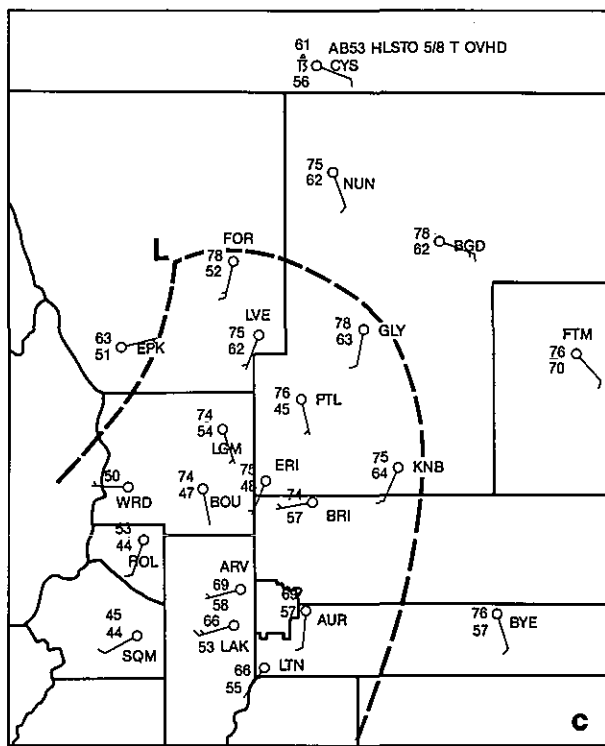 61 AB53 HLSTO 5/8 T OVHD
CYS
56
75
62 NUN
78
62 BGD
L
FOR
78
52
LVE
75
62
78
63 GLY
FTM
76
70
63
51 EPK
76
45 PTL
74
54
LGM
75
48 ERI
75
64 KNB
50
WRD
74
47 BOU
74
57 BRI
53
44
ROL
ARV
69
58
69
57 AUR
76
57 BYE
45
44
SQM
66
53 LAK
66
55 LTN
C